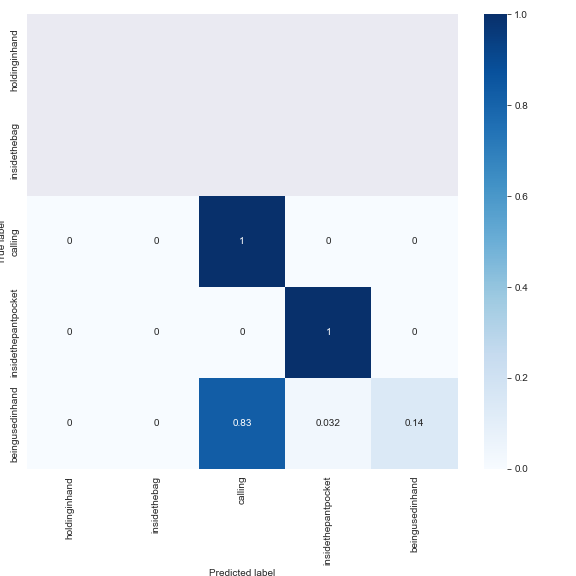 True label
holdinginhand
insidethebag
calling
0 0 1 0 0
insidethepantpocket
0 0 0 1 0
beingusedinhand
0 0 0.83 0.032 0.14
holdinginhand
insidethebag
calling
insidethepantpocket
beingusedinhand
Predicted label
1.0
0.8
0.6
0.4
0.2
0.0